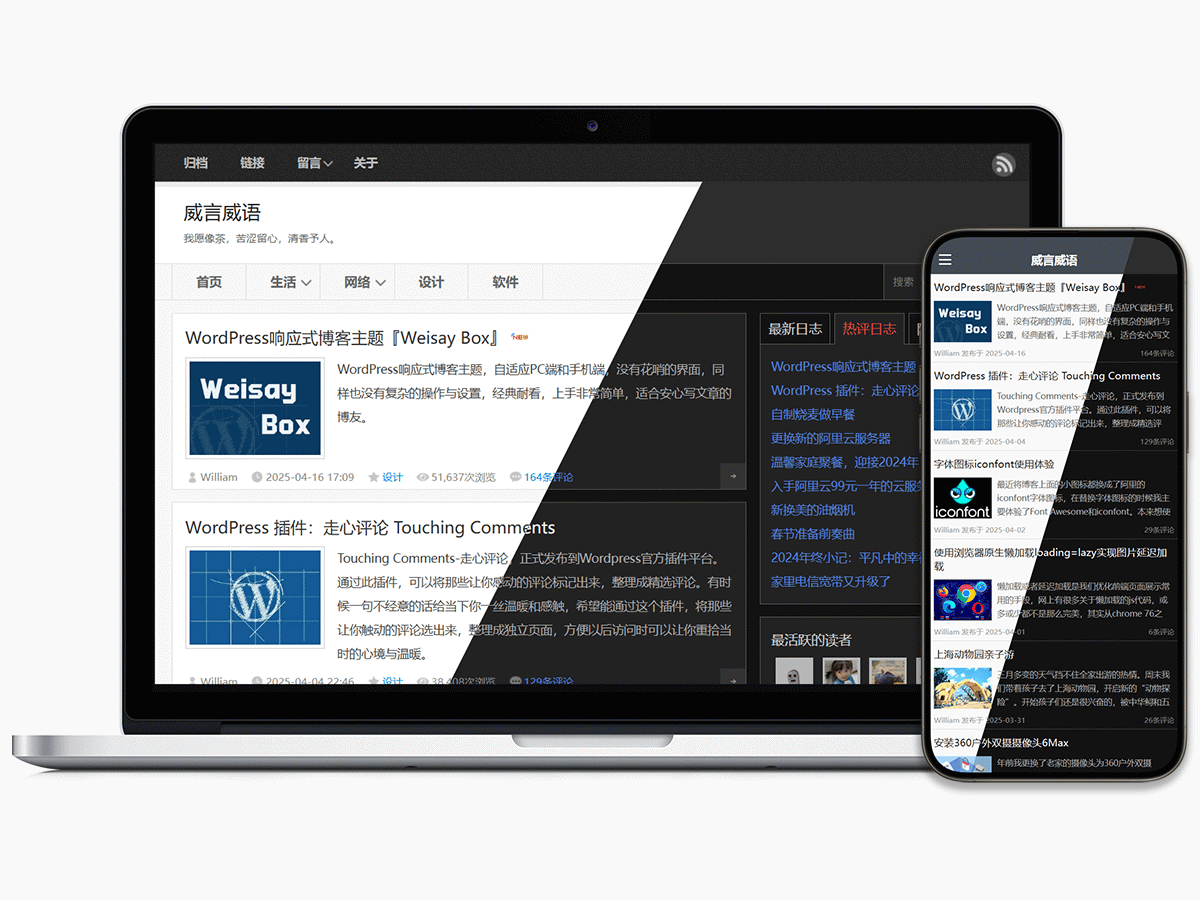 归档 链接 留言 关于
威言威语
我愿像茶，苦涩留心，清香予人。
首页 生活 网络 设计 软件
搜索
WordPress响应式博客主题『Weisay Box』
Weisay
Box
WordPress响应式博客主题，自适应PC端和手机端，没有花哨的界面，同
样也没有复杂的操作与设置，经典耐看，上手非常简单，适合安心写文章的
博友。
William 2025-04-16 17:09 设计 51,637次浏览 164条评论
WordPress 插件：走心评论 Touching Comments
Touching Comments-走心评论，正式发布到Wordpress官方插件平台。
通过此插件，可以将那些让你感动的评论标记出来，整理成精选评论。有时
候一句不经意的话给当下你一丝温暖和感触，希望能通过这个插件，将那些
让你触动的评论选出来，整理成独立页面，方便以后访问时可以让你重拾当
时的心境与温暖。
William 2025-04-04 22:46 设计 38,408次浏览 129条评论
最新日志 热评日志
WordPress响应式博客主题
WordPress 插件：走心评论
自制烧麦做早餐
更换新的阿里云服务器
温馨家庭聚餐，迎接2024年
入手阿里云99元一年的云服务
新换美的油烟机
春节准备前奏曲
2024年终小记：平凡中的幸
家里电信宽带又升级了
最活跃的读者
威言威语
WordPress响应式博客主题『Weisay Box』
Weisay
Box
WordPress响应式博客主题，自适应PC端和手机
端，没有花哨的界面，同样也没有复杂的操作与
设置，经典耐看，上手非常简单，适合安心写文
William 发布于 2025-04-16 164条评论
WordPress 插件：走心评论 Touching Comments
Touching Comments-走心评论，正式发布到
Wordpress官方插件平台。通过此插件，可以将
那些让你感动的评论标记出来，整理成精选评
William 发布于 2025-04-04 129条评论
字体图标iconfont使用体验
iconfont
最近将博客上面的小图标都换成了阿里的
iconfont字体图标，在替换字体图标的时候我主
要体验了Font Awesome和iconfont。本来想使
William 发布于 2025-04-02 29条评论
使用浏览器原生懒加载loading=lazy实现图片延迟加
载
懒加载或者延迟加载是我们优化前端页面展示常
用的手段，网上有很多关于懒加载的js代码，或
多或少都不是那么完美，其实从chrome 76之
William 发布于 2025-04-01 6条评论
上海动物园亲子游
三月多变的天气挡不住全家出游的热情。周末我
们带着孩子去了上海动物园，开启新的“动物探
险”。开始孩子们还是很兴奋的，被中华鲟和五
William 发布于 2025-03-31 26条评论
安装360户外双摄摄像头6Max
年前我更换了老家的摄像头为360户外双摄